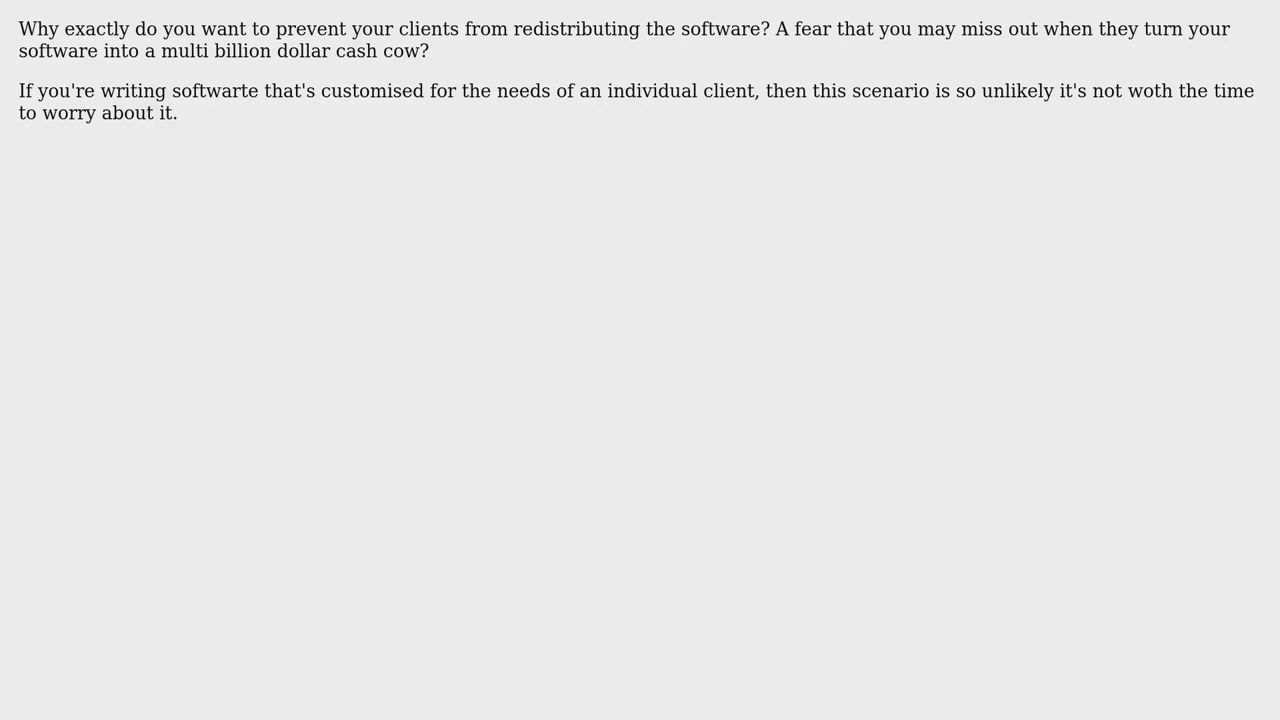 Why exactly do you want to prevent your clients from redistributing the software? A fear that you may miss out when they turn your
software into a multi billion dollar cash cow?
If you're writing softwarte that's customised for the needs of an individual client, then this scenario is so unlikely it's not woth the time
to worry about it.